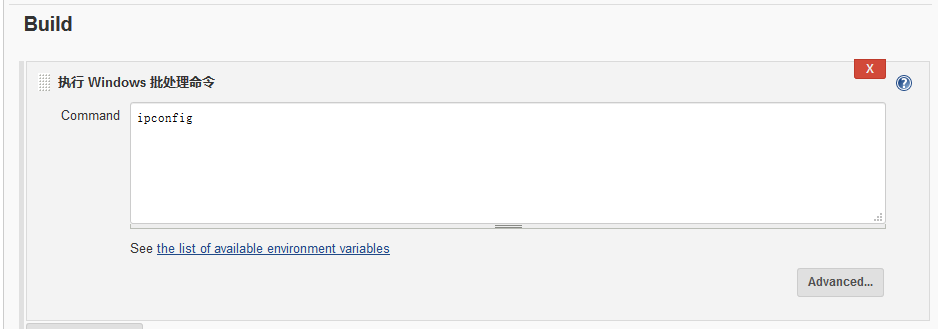 Build
执行 Windows 批处理命令
X
Command
ipconfig
See the list of available environment variables
Advanced...